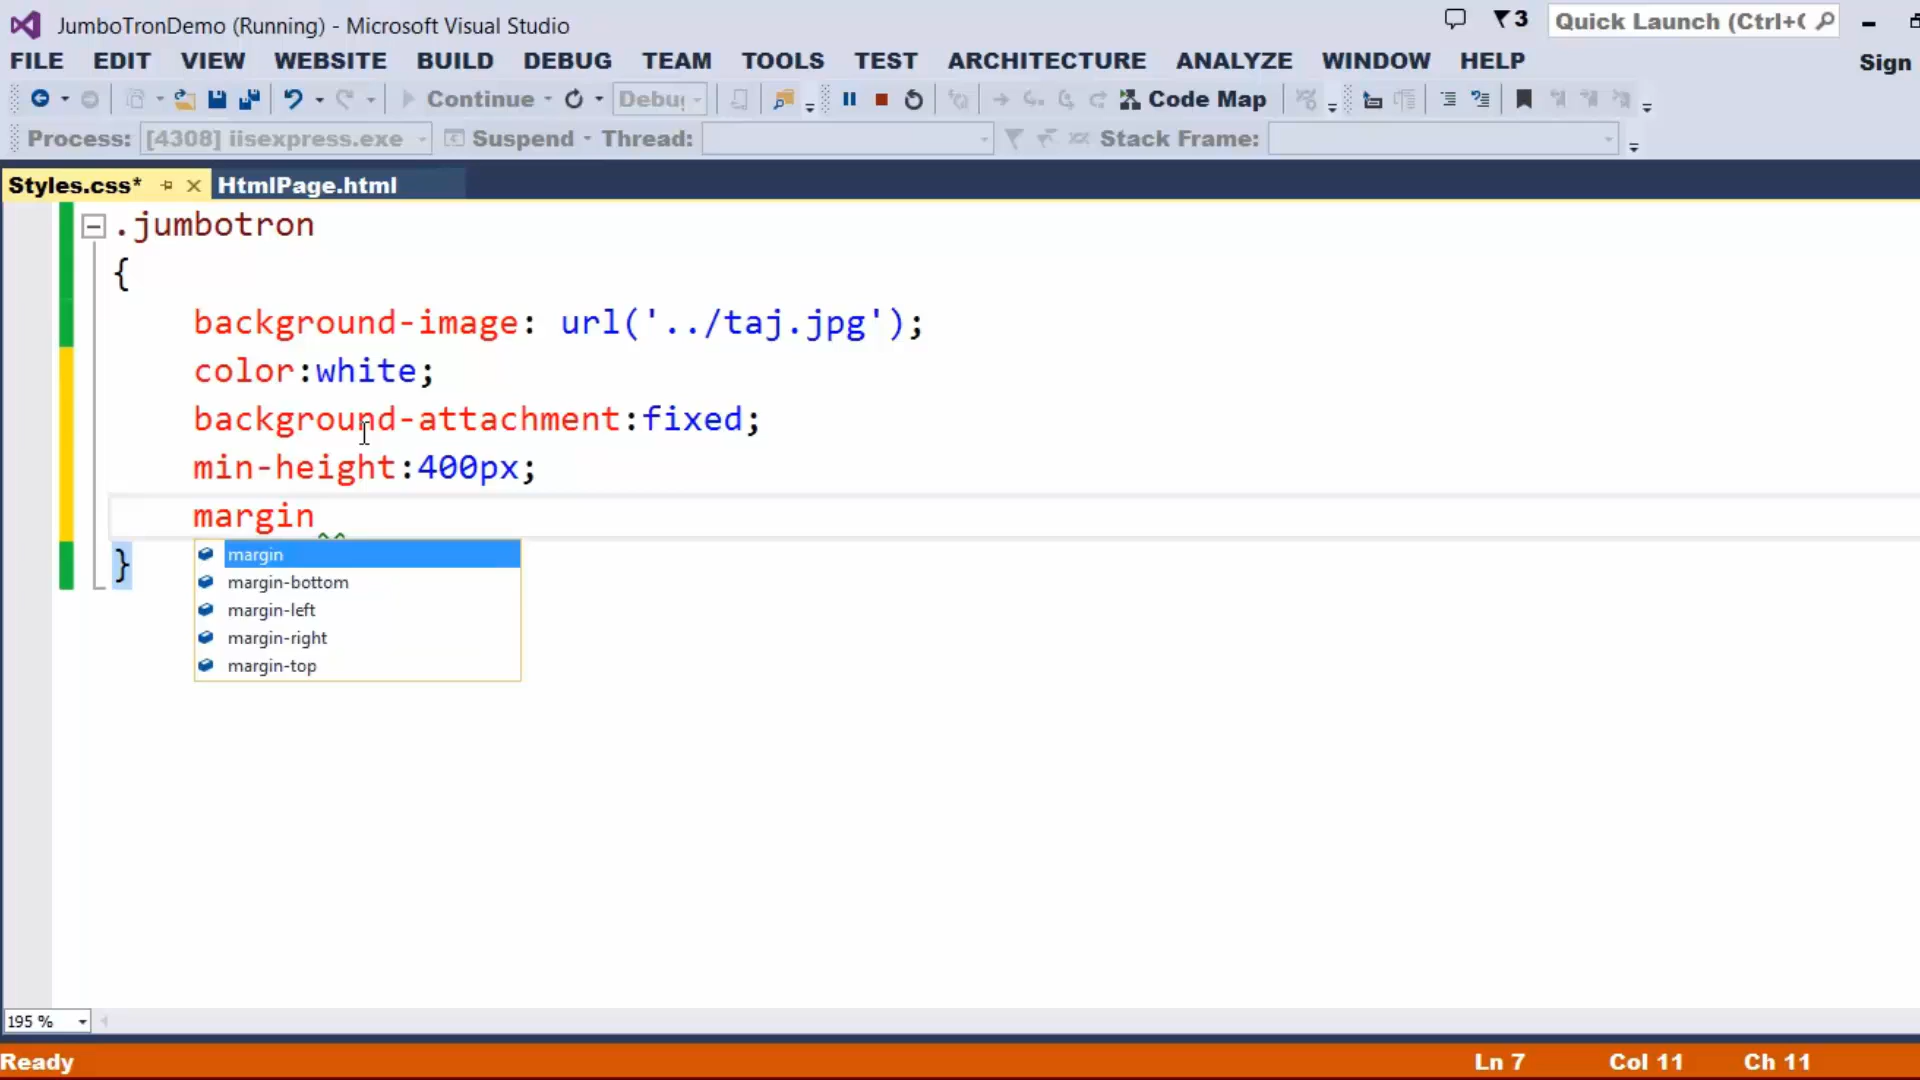 JumboTronDemo (Running) - Microsoft Visual Studio
3
Quick Launch (Ctrl+
FILE EDIT VIEW WEBSITE BUILD DEBUG TEAM TOOLS TEST ARCHITECTURE ANALYZE WINDOW HELP Sign
Continue Debu Code Map
Process: [4308] iisexpress.exe Suspend Thread: Stack Frame:
Styles.css* HtmlPage.html
.jumbotron
{
background-image: url('../taj.jpg');
color:white;
background-attachment:fixed;
min-height:400px;
margin
}
margin
margin-bottom
margin-left
margin-right
margin-top
195 %
Ready Ln 7 Col 11 Ch 11